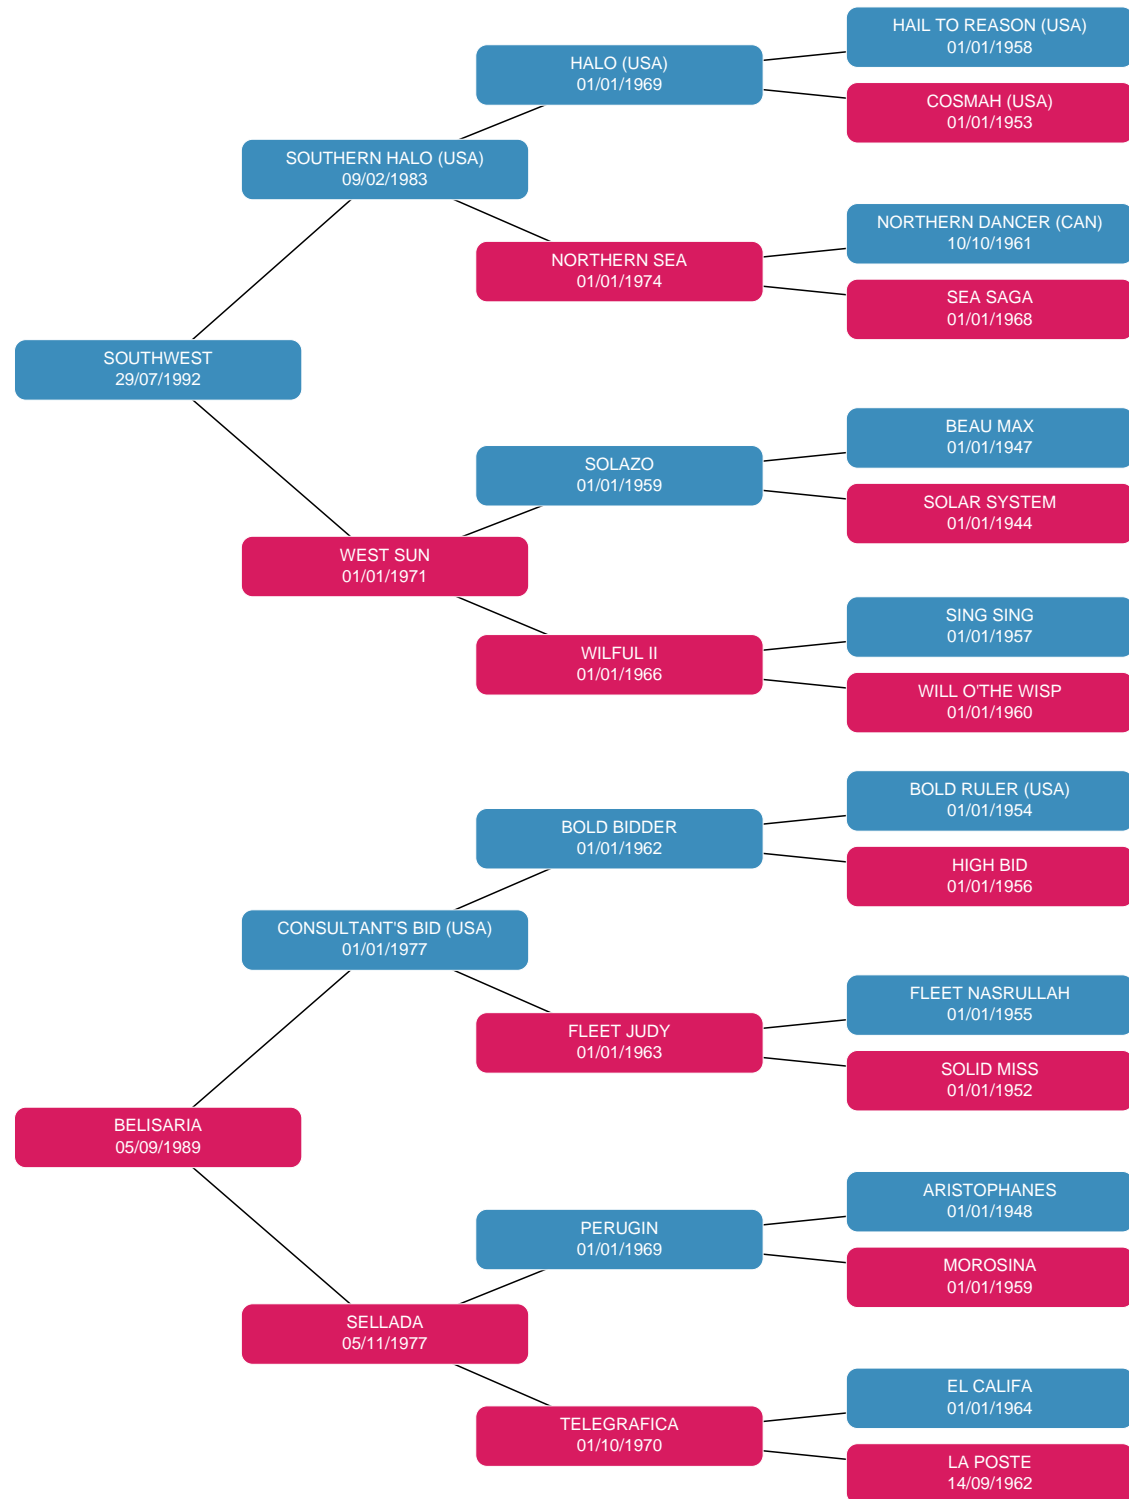 HAIL TO REASON (USA)
01/01/1958
HALO (USA)
01/01/1969
COSMAH (USA)
01/01/1953
SOUTHERN HALO (USA)
09/02/1983
NORTHERN DANCER (CAN)
10/10/1961
NORTHERN SEA
01/01/1974
SEA SAGA
01/01/1968
SOUTHWEST
29/07/1992
BEAU MAX
01/01/1947
SOLAZO
01/01/1959
SOLAR SYSTEM
01/01/1944
WEST SUN
01/01/1971
SING SING
01/01/1957
WILFUL II
01/01/1966
WILL O'THE WISP
01/01/1960
BOLD RULER (USA)
01/01/1954
BOLD BIDDER
01/01/1962
HIGH BID
01/01/1956
CONSULTANT'S BID (USA)
01/01/1977
FLEET NASRULLAH
01/01/1955
FLEET JUDY
01/01/1963
SOLID MISS
01/01/1952
BELISARIA
05/09/1989
ARISTOPHANES
01/01/1948
PERUGIN
01/01/1969
MOROSINA
01/01/1959
SELLADA
05/11/1977
EL CALIFA
01/01/1964
TELEGRAFICA
01/10/1970
LA POSTE
14/09/1962